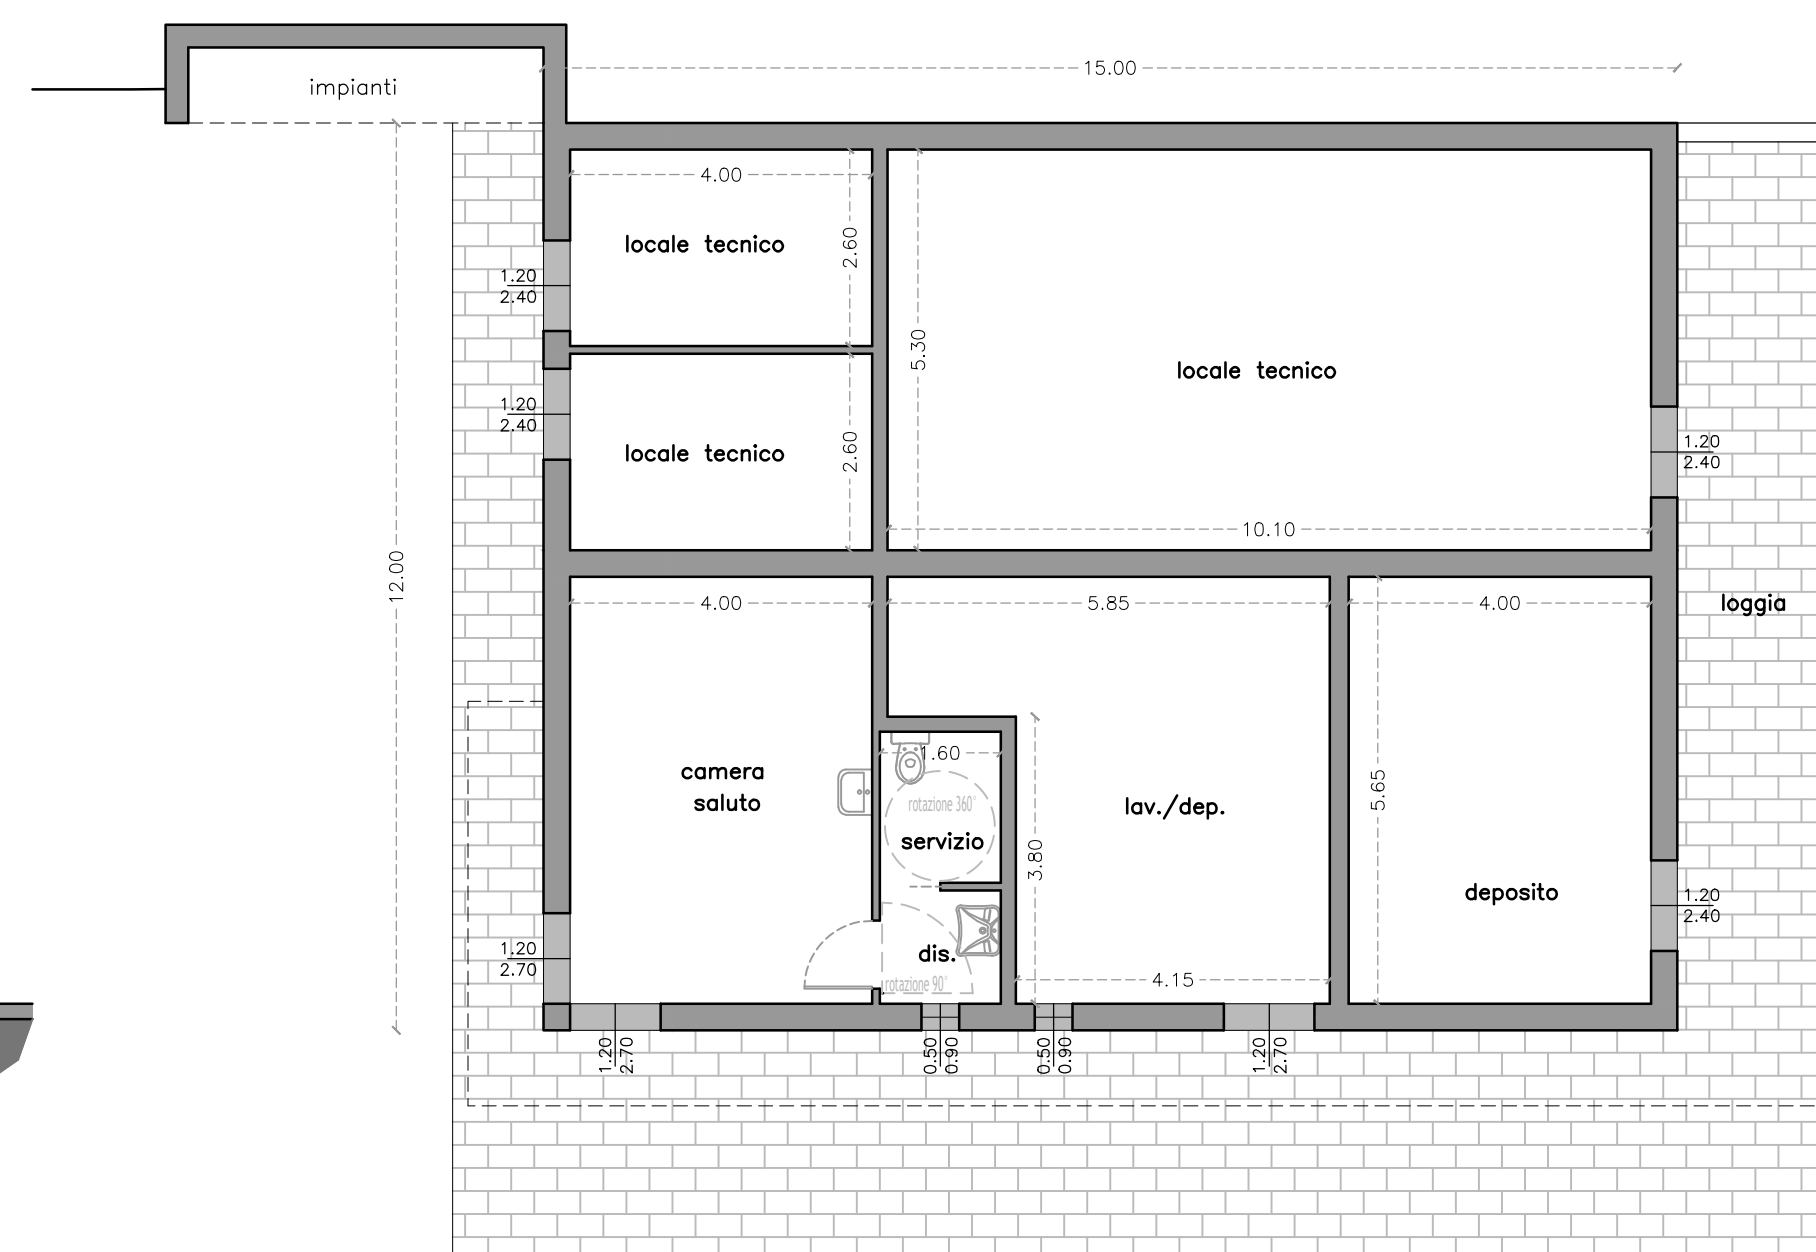 15.00
impianti
4.00
locale tecnico
2.60
1.20
2.40
5.30
locale tecnico
1.20
2.40
locale tecnico
2.60
1.20
2.40
10.10
12.00
4.00
5.85
4.00
loggia
1.60
camera
saluto
rotazione 360°
servizio
lav./dep.
5.65
3.80
deposito
1.20
2.40
1.20
2.70
dis.
rotazione 90°
4.15
1.20
2.70
0.50
0.90
0.50
0.90
1.20
2.70